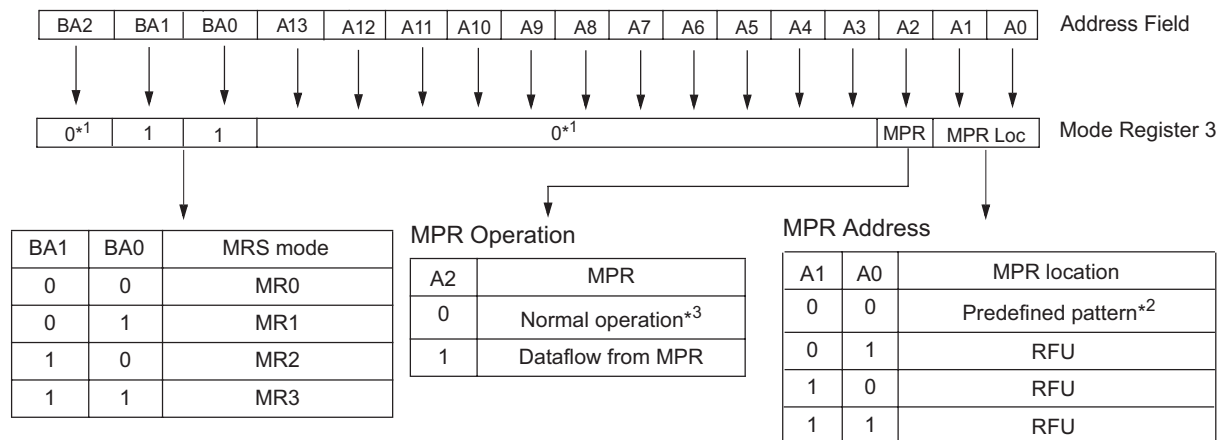 BA2 BA1 BA0 A13 A12 A11 A10 A9 A8 A7 A6 A5 A4 A3 A2 A1 A0 Address Field
0*1 1 1 0*1 MPR MPR Loc Mode Register 3
MPR Operation
MPR Address
BA1 BA0 MRS mode
0 0 MR0
0 1 MR1
1 0 MR2
1 1 MR3
A2 MPR
0 Normal operation*3
1 Dataflow from MPR
A1 A0 MPR location
0 0 Predefined pattern*2
0 1 RFU
1 0 RFU
1 1 RFU